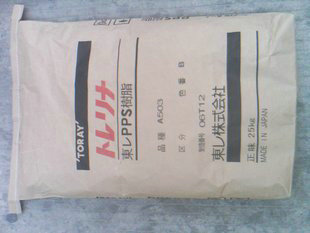 'TORAY'
トレリナ
東レPPS樹脂
品種 A503
区分 色番 B
製造番号 06T12
東レ株式会社
正味 25kg
MADE IN JAPAN